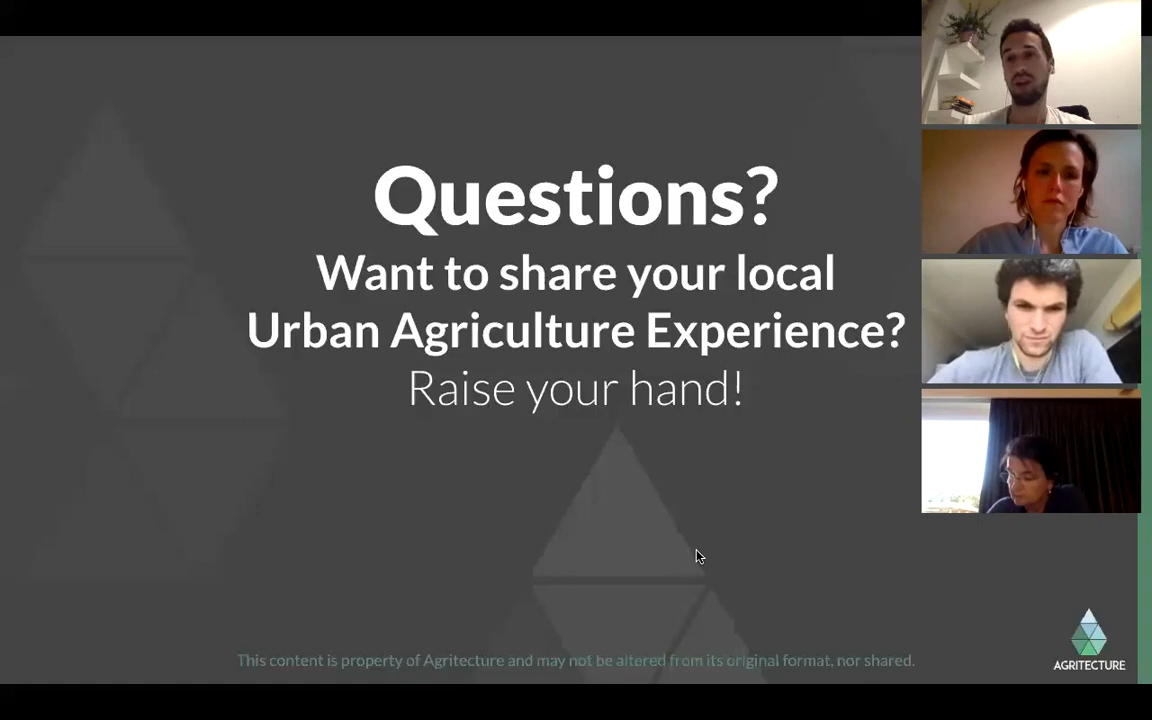 Questions?
Want to share your local
Urban Agriculture Experience?
Raise your hand!
This content is property of Agritecture and may not be altered from its original format, nor shared.
AGRITECTURE